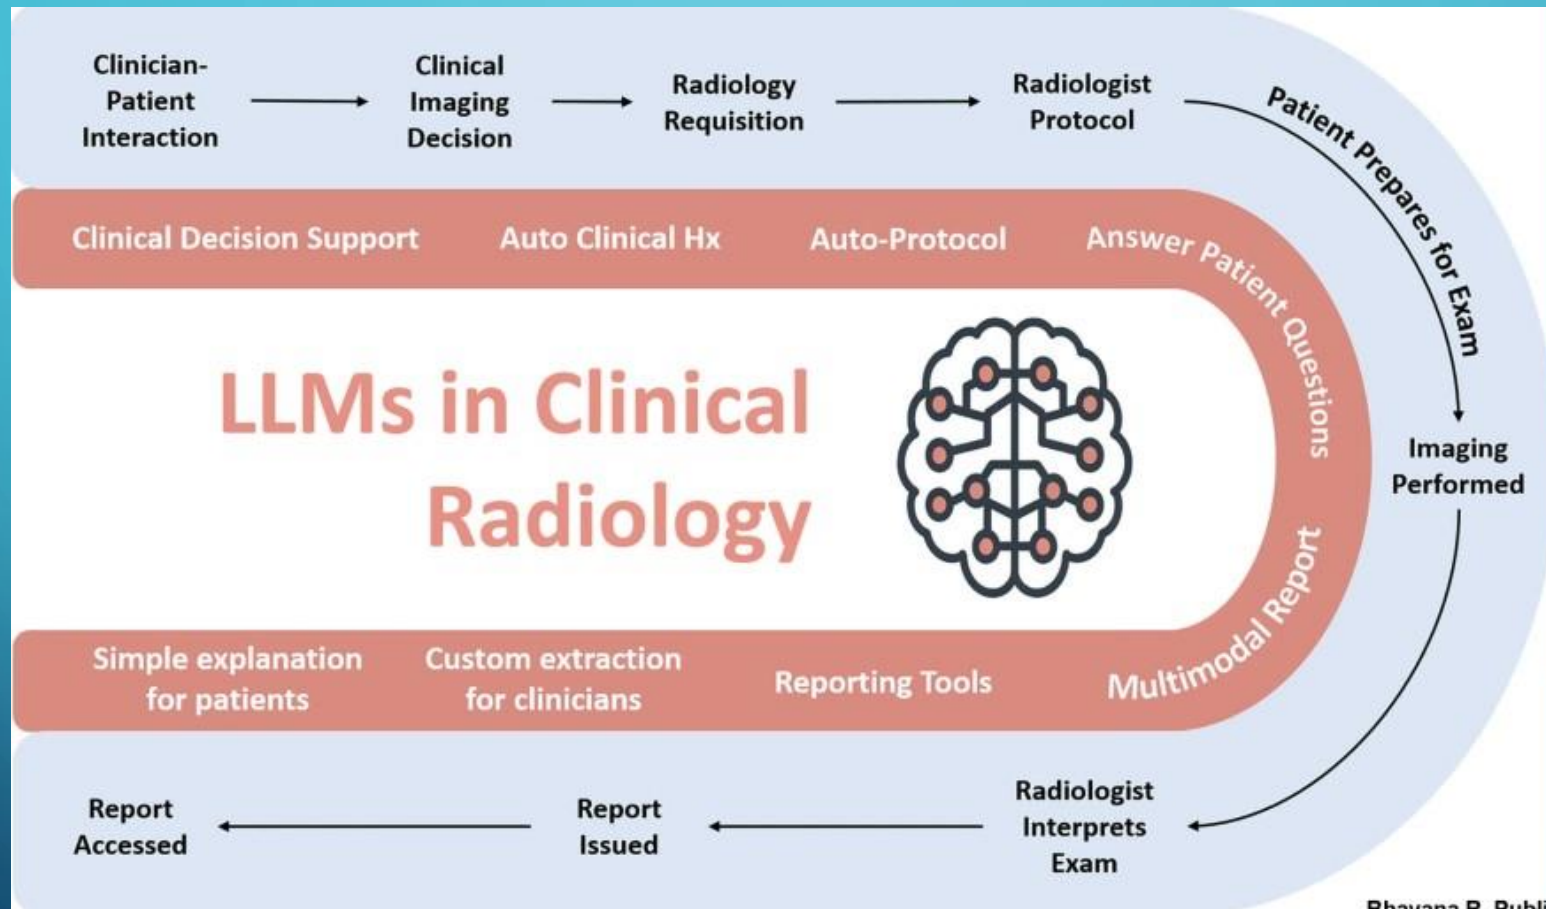 Clinician-
Patient
Interaction
Clinical
Imaging
Decision
Radiology
Requisition
Radiologist
Protocol
Patient Prepares for Exam
Clinical Decision Support
Auto Clinical Hx
Auto-Protocol
Answer Patient Questions
LLMs in Clinical
Radiology
Imaging
Performed
Multimodal Report
Simple explanation
for patients
Custom extraction
for clinicians
Reporting Tools
Report
Accessed
Report
Issued
Radiologist
Interprets
Exam